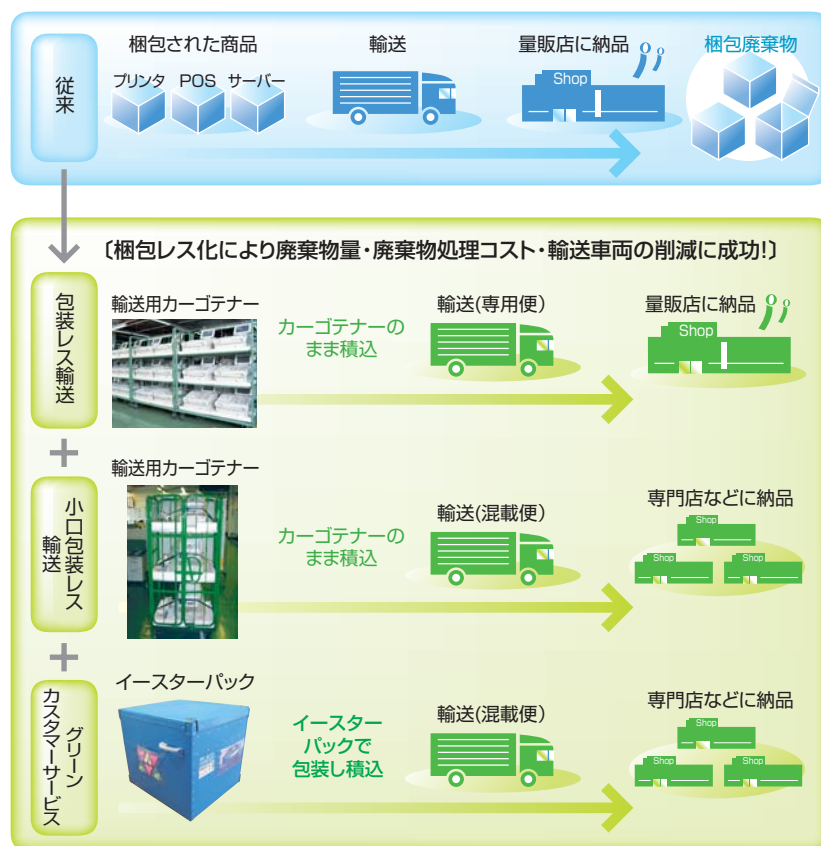 従来
梱包された商品
プリンタ POS サーバー
輸送
量販店に納品
Shop
梱包廃棄物
〔梱包レス化により廃棄物量・廃棄物処理コスト・輸送車両の削減に成功!〕
包装レス輸送
輸送用カーゴテナー
カーゴテナーの
まま積込
輸送(専用便)
量販店に納品
Shop
+
小口包装レス
輸送
輸送用カーゴテナー
カーゴテナーの
まま積込
輸送(混載便)
専門店などに納品
Shop
Shop
Shop
+
グリーン
カスタマーサービス
イースターパック
イースター
パックで
包装し積込
輸送(混載便)
専門店などに納品
Shop
Shop
Shop